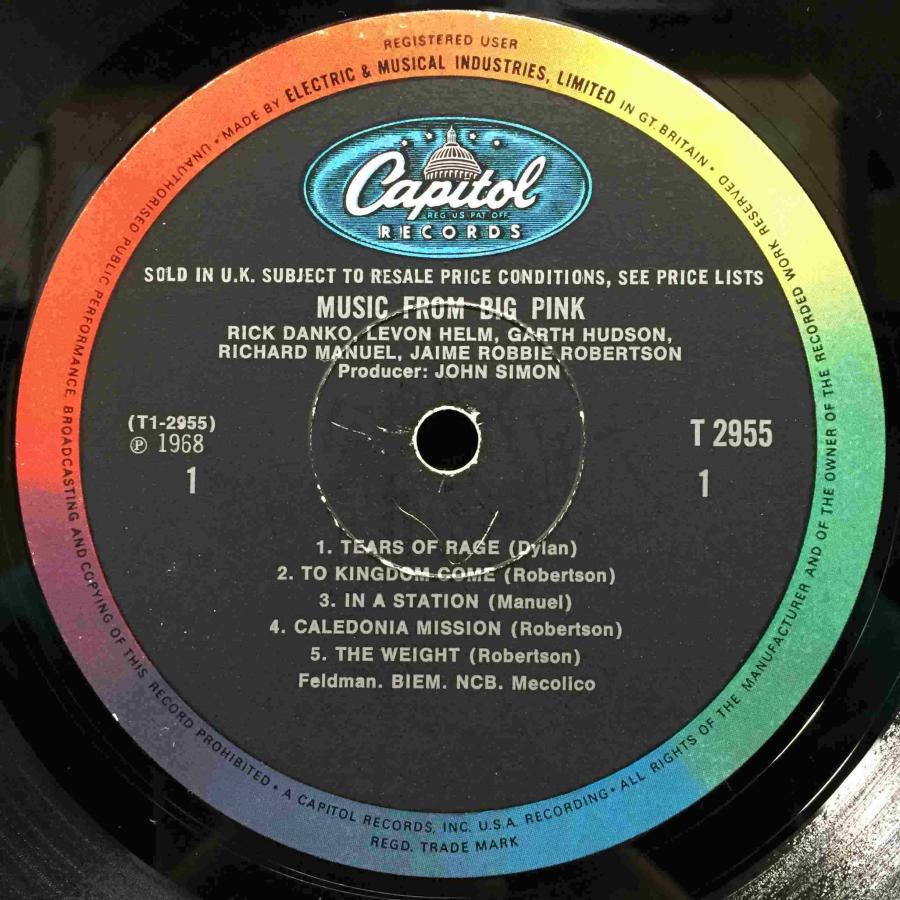 REGISTERED USER
MADE BY ELECTRIC & MUSICAL INDUSTRIES, LIMITED IN GT. BRITAIN • ALL RIGHTS OF THE MANUFACTURER AND OF THE OWNER OF THE RECORDED WORK RESERVED •
UNAUTHORISED PUBLIC PERFORMANCE, BROADCASTING AND COPYING OF THIS RECORD PROHIBITED • A CAPITOL RECORDS, INC. U.S.A. RECORDING •
REGD. TRADE MARK
Capitol
REG. US. PAT. OFF.
RECORDS
SOLD IN U.K. SUBJECT TO RESALE PRICE CONDITIONS, SEE PRICE LISTS
MUSIC FROM BIG PINK
RICK DANKO, LEVON HELM, GARTH HUDSON,
RICHARD MANUEL, JAIME ROBBIE ROBERTSON
Producer: JOHN SIMON
(T1-2955)
℗ 1968
1
T 2955
1
1. TEARS OF RAGE (Dylan)
2. TO KINGDOM COME (Robertson)
3. IN A STATION (Manuel)
4. CALEDONIA MISSION (Robertson)
5. THE WEIGHT (Robertson)
Feldman. BIEM. NCB. Mecolico